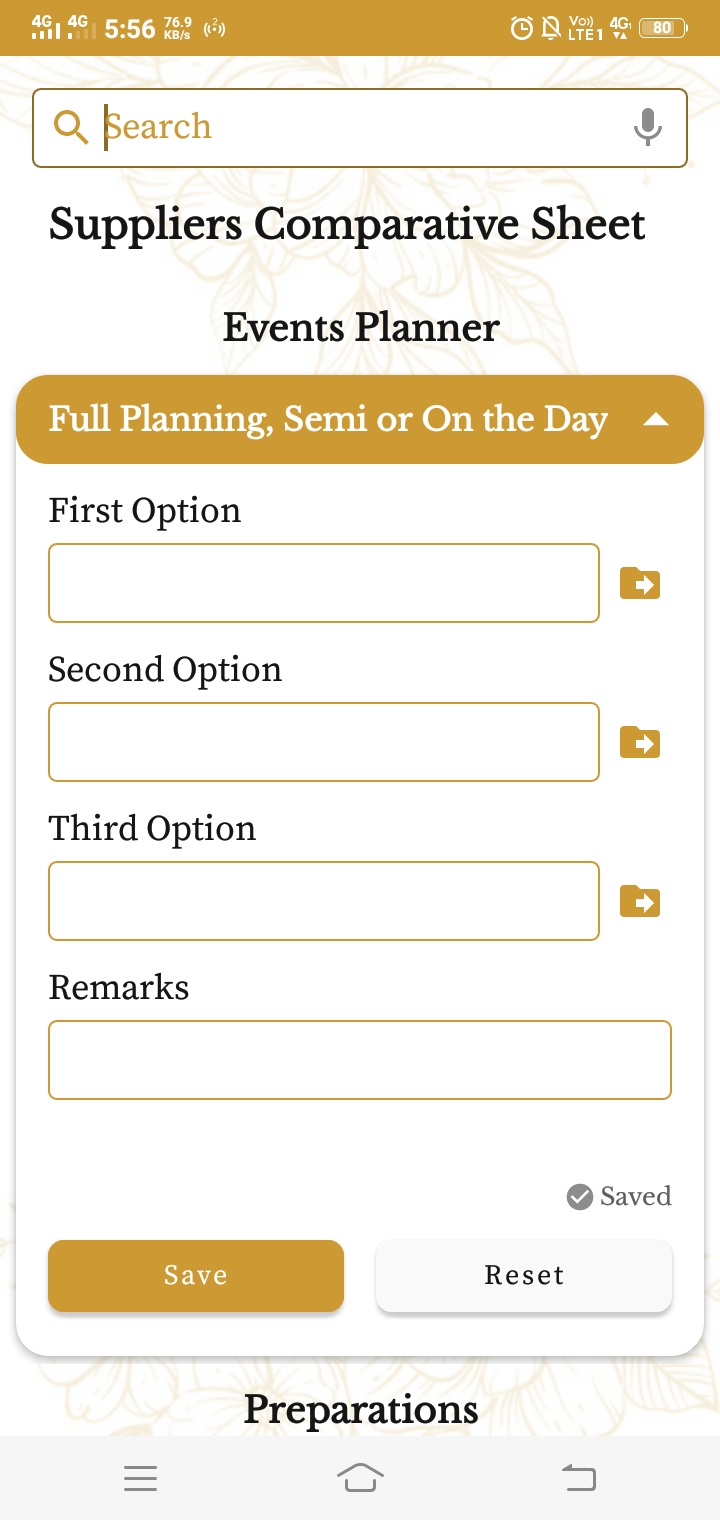 4G 4G 5:56 76.9 KB/s 2 Vo)) LTE1 4G 80
Search
Suppliers Comparative Sheet
Events Planner
Full Planning, Semi or On the Day
First Option
Second Option
Third Option
Remarks
Saved
Save Reset
Preparations